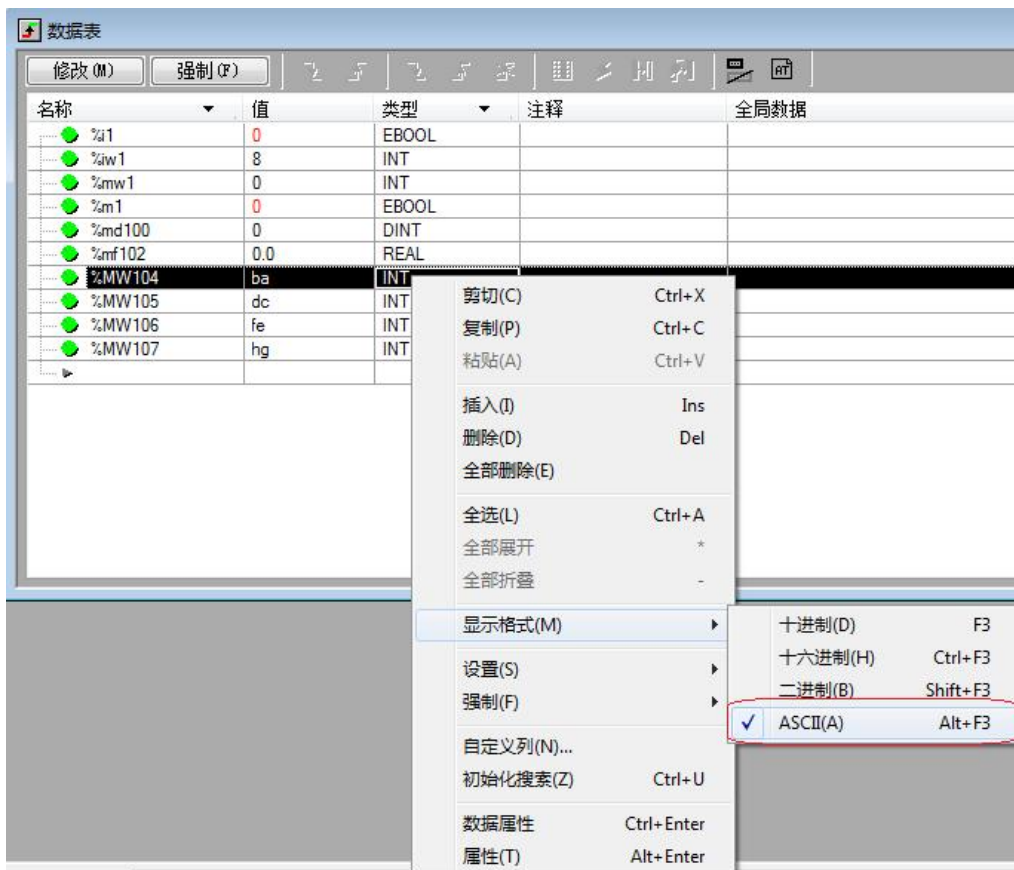 数据表
修改(M) 强制(F)
名称 值 类型 注释 全局数据
%i1 0 EBOOL
%iw1 8 INT
%mw1 0 INT
%m1 0 EBOOL
%md100 0 DINT
%mf102 0.0 REAL
%MW104 ba INT
%MW105 dc INT
%MW106 fe INT
%MW107 hg INT
剪切(C) Ctrl+X
复制(P) Ctrl+C
粘贴(A) Ctrl+V
插入(I) Ins
删除(D) Del
全部删除(E)
全选(L) Ctrl+A
全部展开 *
全部折叠 -
显示格式(M)
十进制(D) F3
十六进制(H) Ctrl+F3
二进制(B) Shift+F3
ASCII(A) Alt+F3
设置(S)
强制(F)
自定义列(N)...
初始化搜索(Z) Ctrl+U
数据属性 Ctrl+Enter
属性(T) Alt+Enter